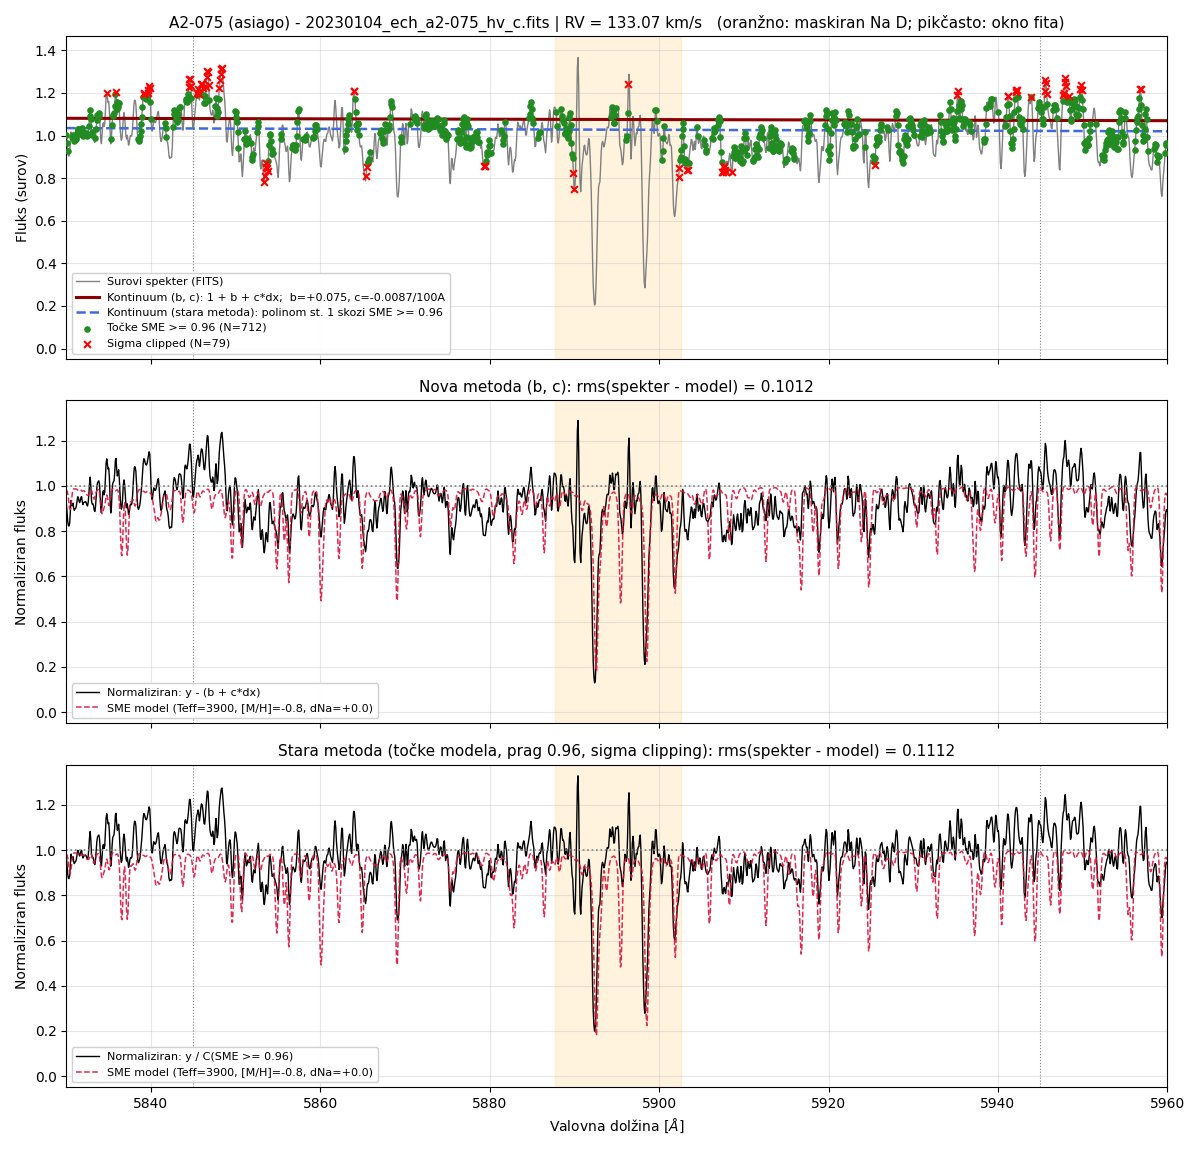 A2-075 (asiago) - 20230104_ech_a2-075_hv_c.fits | RV = 133.07 km/s   (oranžno: maskiran Na D; pikčasto: okno fita)
1.4
1.2
1.0
0.8
0.6
0.4
0.2
0.0
Fluks (surov)
Surovi spekter (FITS)
Kontinuum (b, c): 1 + b + c*dx;  b=+0.075, c=-0.0087/100A
Kontinuum (stara metoda): polinom st. 1 skozi SME >= 0.96
Točke SME >= 0.96 (N=712)
Sigma clipped (N=79)
Nova metoda (b, c): rms(spekter - model) = 0.1012
1.2
1.0
0.8
0.6
0.4
0.2
0.0
Normaliziran fluks
Normaliziran: y - (b + c*dx)
SME model (Teff=3900, [M/H]=-0.8, dNa=+0.0)
Stara metoda (točke modela, prag 0.96, sigma clipping): rms(spekter - model) = 0.1112
1.2
1.0
0.8
0.6
0.4
0.2
0.0
Normaliziran fluks
Normaliziran: y / C(SME >= 0.96)
SME model (Teff=3900, [M/H]=-0.8, dNa=+0.0)
5840 5860 5880 5900 5920 5940 5960
Valovna dolžina [Å]